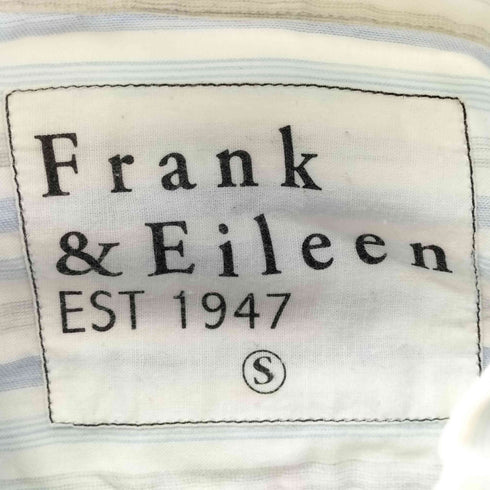 Frank
& Eileen
EST 1947
S